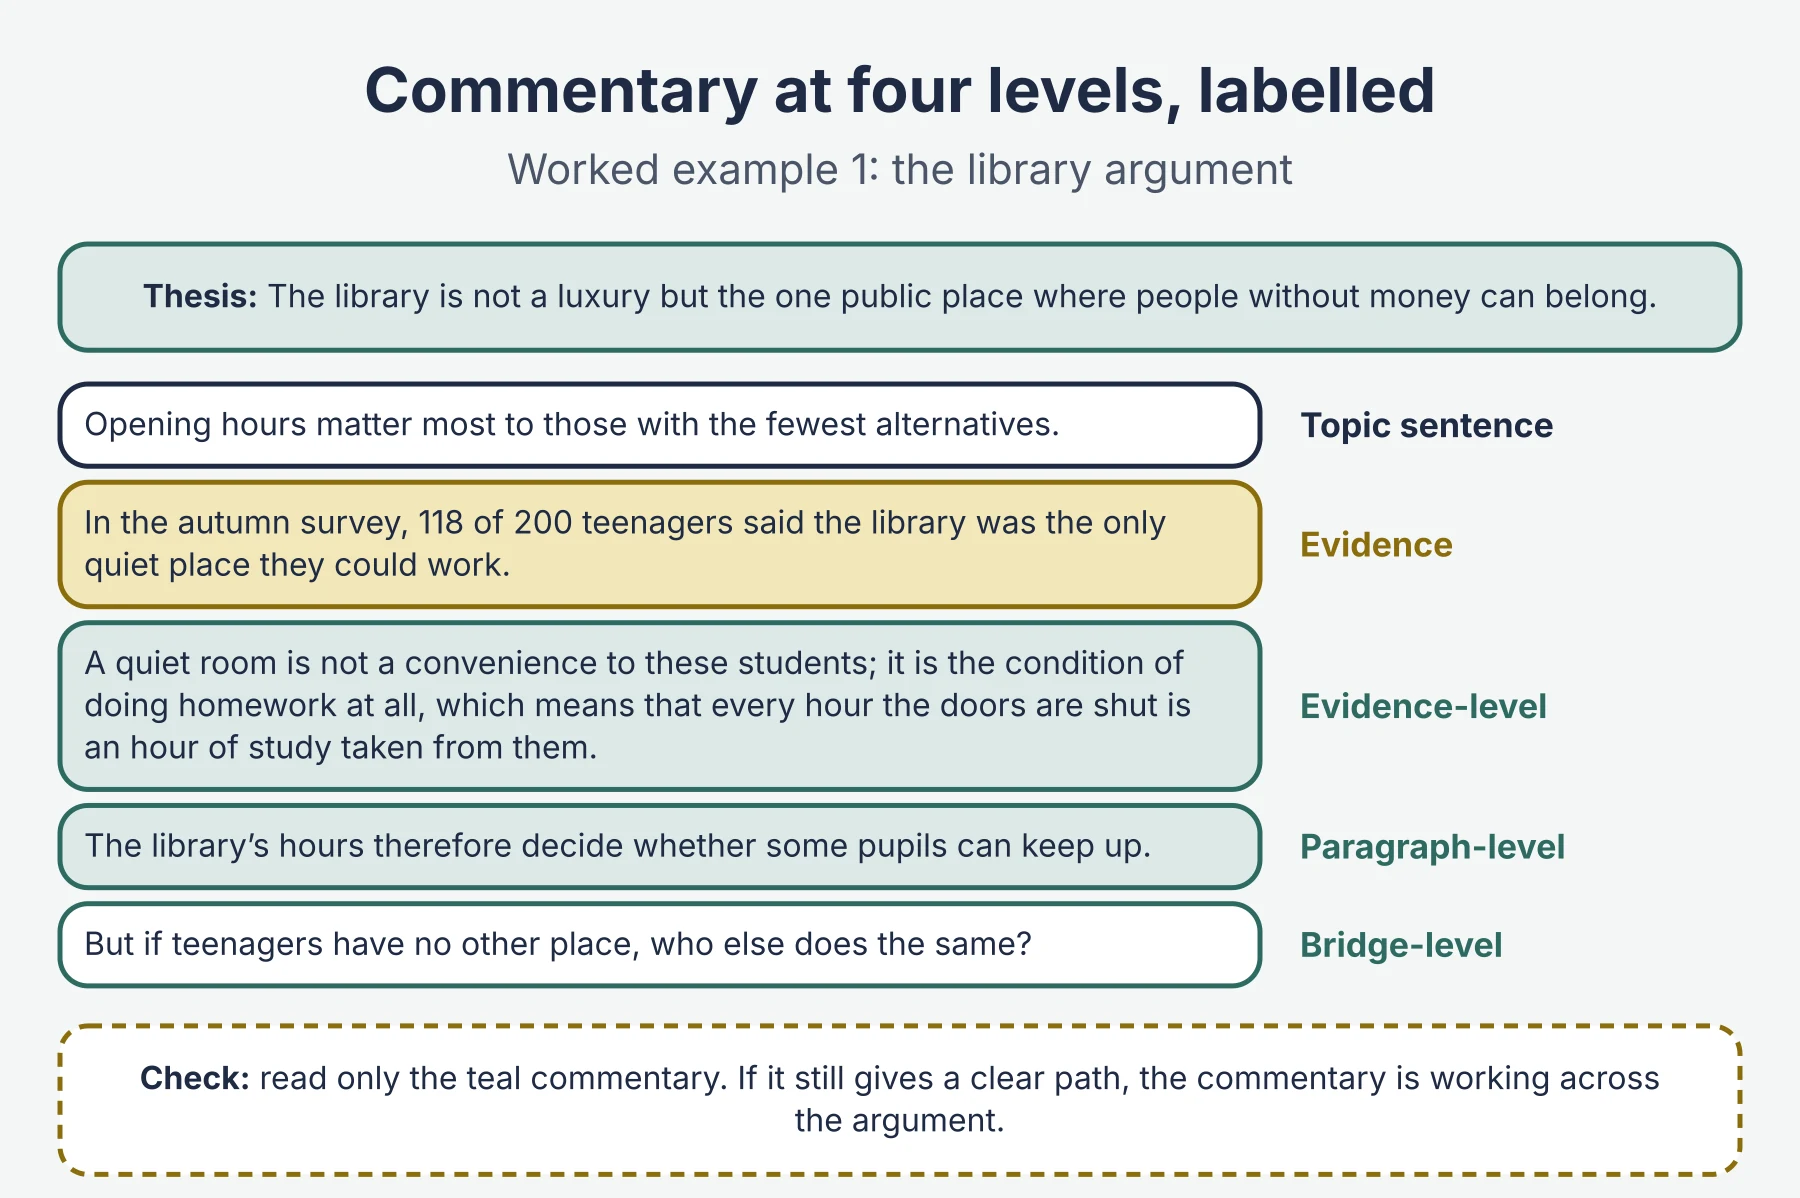 Commentary at four levels, labelled
Worked example 1: the library argument
Thesis: The library is not a luxury but the one public place where people without money can belong.
Opening hours matter most to those with the fewest alternatives.
Topic sentence
In the autumn survey, 118 of 200 teenagers said the library was the only
quiet place they could work.
Evidence
A quiet room is not a convenience to these students; it is the condition of
doing homework at all, which means that every hour the doors are shut is
an hour of study taken from them.
Evidence-level
The library’s hours therefore decide whether some pupils can keep up.
Paragraph-level
But if teenagers have no other place, who else does the same?
Bridge-level
Check: read only the teal commentary. If it still gives a clear path, the commentary is working across
the argument.